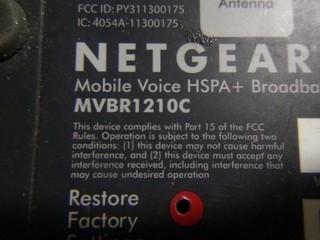 FCC ID: PY311300175
IC: 4054A-11300175
Antenna
NETGEAR
Mobile Voice HSPA+ Broadba
MVBR1210C
This device complies with Part 15 of the FCC
Rules. Operation is subject to the following two
conditions: (1) this device may not cause harmful
interference, and (2) this device must accept any
interference received, including interference that
may cause undesired operation
Restore
Factory